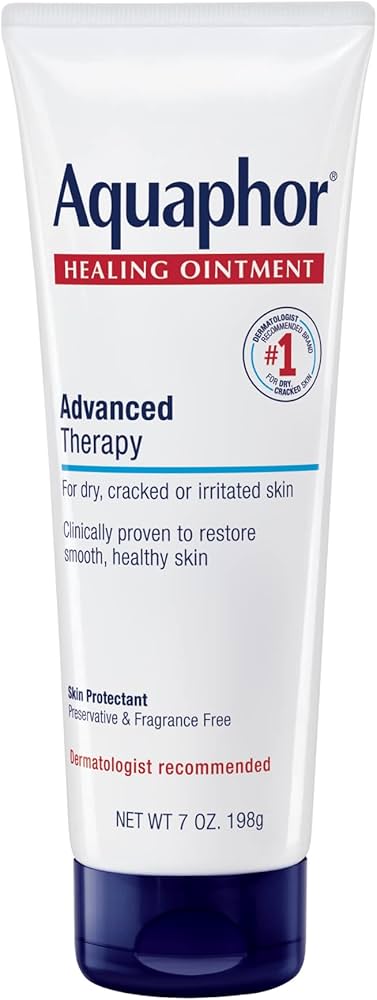 Aquaphor®
HEALING OINTMENT
DERMATOLOGIST
RECOMMENDED BRAND
#1
FOR DRY,
CRACKED SKIN
Advanced
Therapy
For dry, cracked or irritated skin
Clinically proven to restore
smooth, healthy skin
Skin Protectant
Preservative & Fragrance Free
Dermatologist recommended
NET WT 7 OZ. 198g